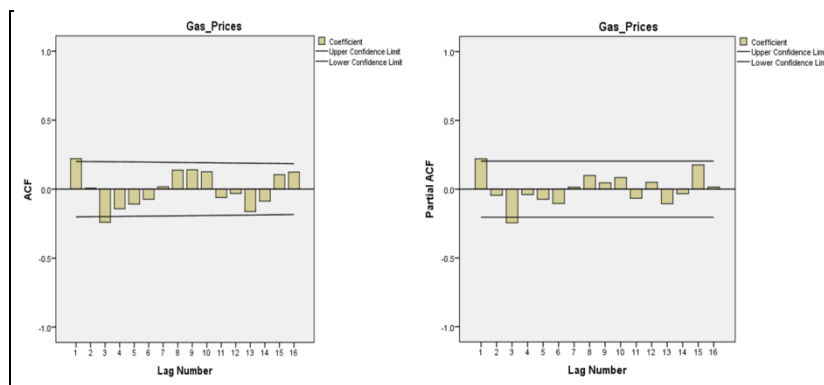 Gas_Prices
Coefficient
Upper Confidence Limit
Lower Confidence Limit
1.0
0.5
0.0
-0.5
-1.0
ACF
1 2 3 4 5 6 7 8 9 10 11 12 13 14 15 16
Lag Number
Gas_Prices
Coefficient
Upper Confidence Lim
Lower Confidence Lim
1.0
0.5
0.0
-0.5
-1.0
Partial ACF
1 2 3 4 5 6 7 8 9 10 11 12 13 14 15 16
Lag Number